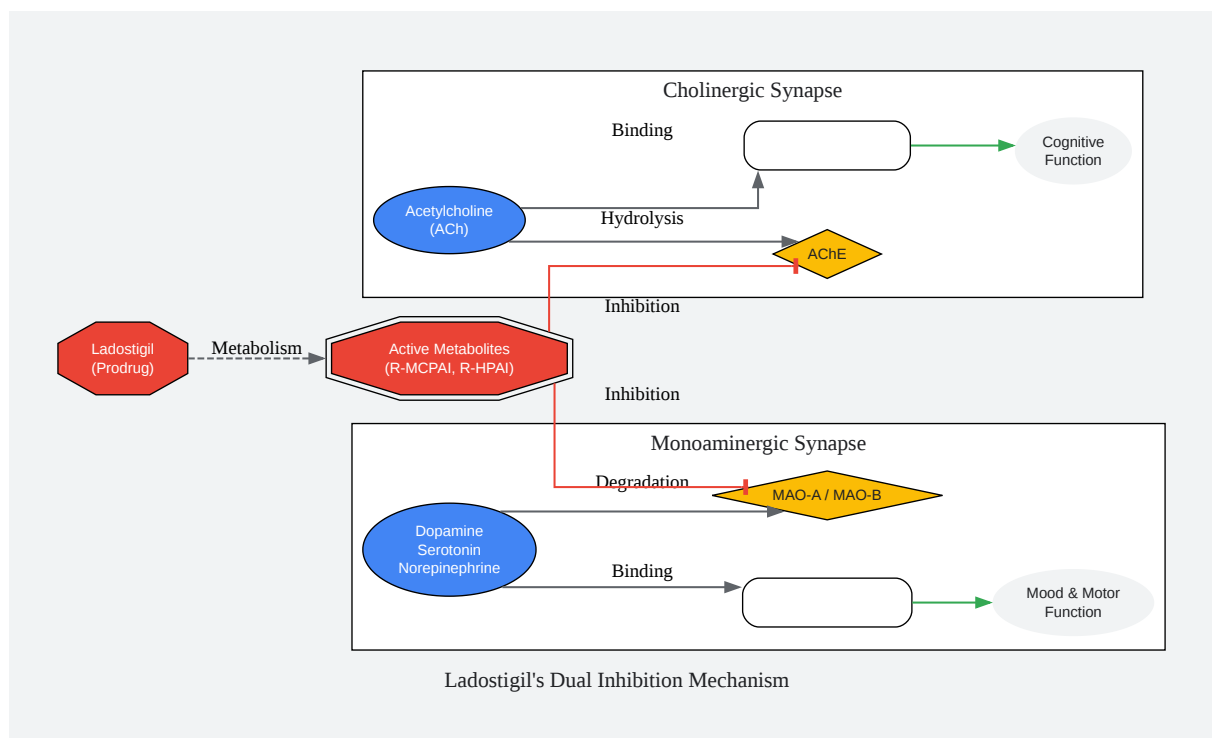 Cholinergic Synapse
Binding
Cognitive
Function
Acetylcholine
(ACh)
Hydrolysis
AChE
Inhibition
Ladostigil
(Prodrug)
Metabolism
Active Metabolites
(R-MCPAI, R-HPAI)
Inhibition
Monoaminergic Synapse
Degradation
MAO-A / MAO-B
Dopamine
Serotonin
Norepinephrine
Binding
Mood & Motor
Function
Ladostigil's Dual Inhibition Mechanism